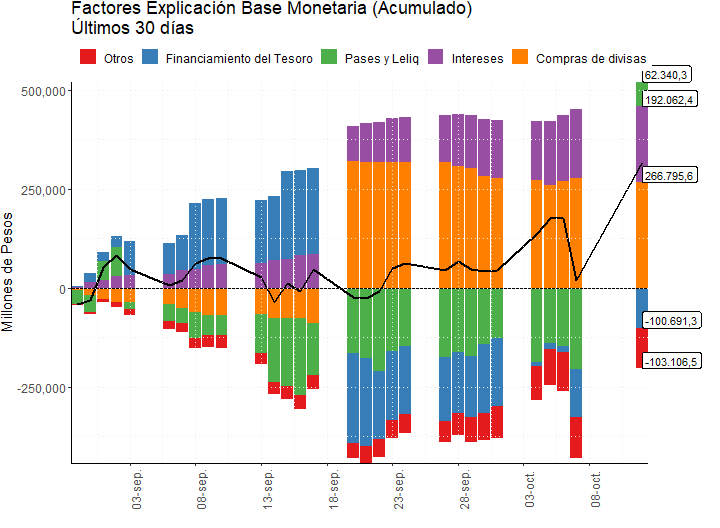 Factores Explicación Base Monetaria (Acumulado)
Últimos 30 días
Otros
Financiamiento del Tesoro
Pases y Leliq
Intereses
Compras de divisas
Millones de Pesos
500,000
250,000
0
-250,000
62.340,3
192.062,4
266.795,6
-100.691,3
-103.106,5
03-sep.
08-sep.
13-sep.
18-sep.
23-sep.
28-sep.
03-oct.
08-oct.